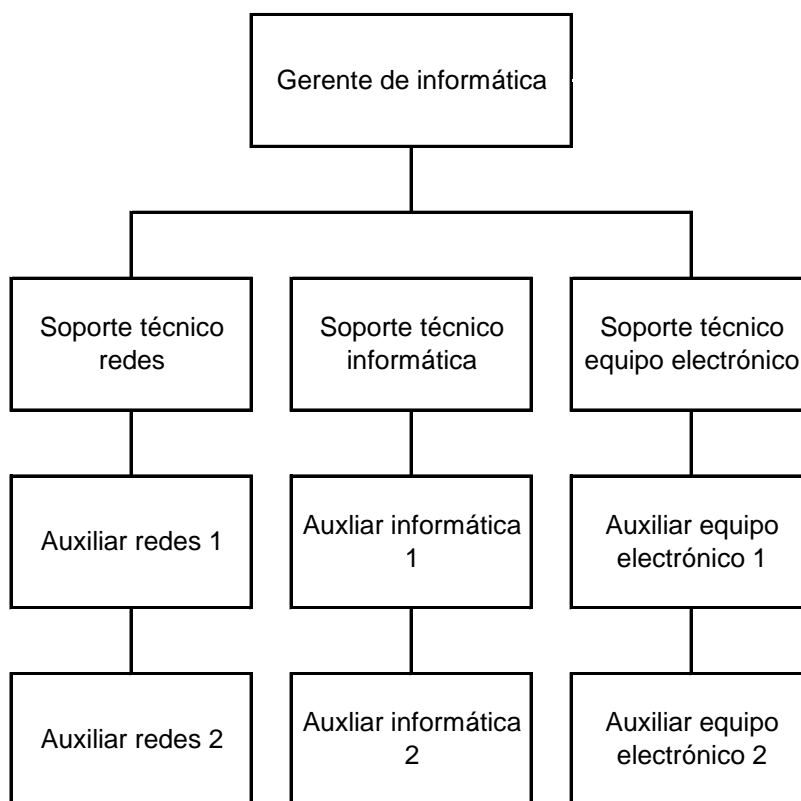 Gerente de informática
Soporte técnico
redes
Soporte técnico
informática
Soporte técnico
equipo electrónico
Auxiliar redes 1
Auxliar informática
1
Auxiliar equipo
electrónico 1
Auxiliar redes 2
Auxliar informática
2
Auxiliar equipo
electrónico 2